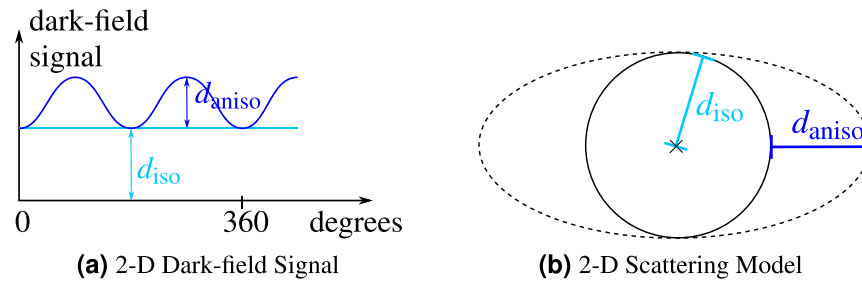 dark-field
signal
d_aniso
d_iso
0
360
degrees
(a) 2-D Dark-field Signal
d_iso
d_aniso
(b) 2-D Scattering Model